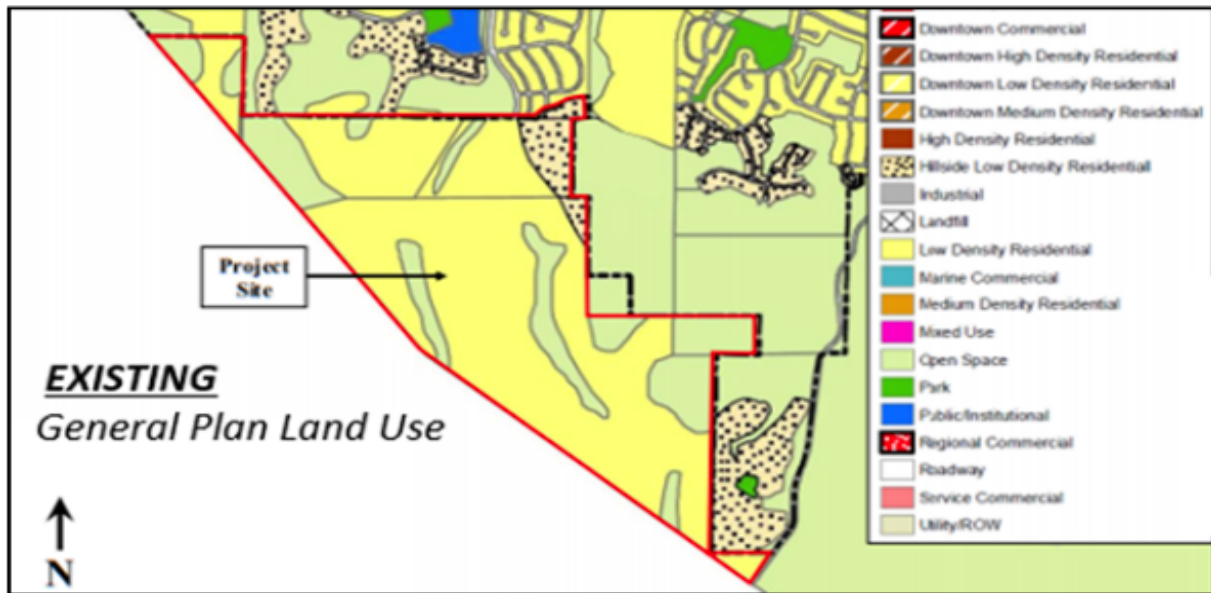 Downtown Commercial
Downtown High Density Residential
Downtown Low Density Residential
Downtown Medium Density Residential
High Density Residential
Hillside Low Density Residential
Industrial
Landfill
Low Density Residential
Marine Commercial
Medium Density Residential
Mixed Use
Open Space
Park
Public/Institutional
Regional Commercial
Roadway
Service Commercial
Utility/ROW
Project
Site
EXISTING
General Plan Land Use
N